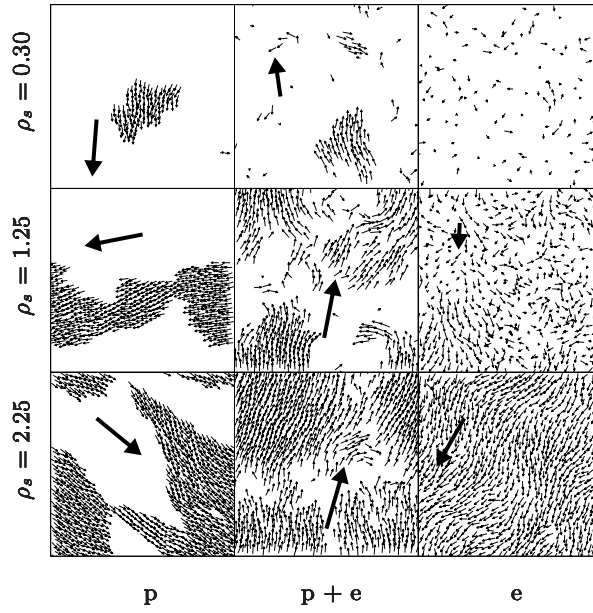 ρₛ = 0.30
ρₛ = 1.25
ρₛ = 2.25
p p + e e